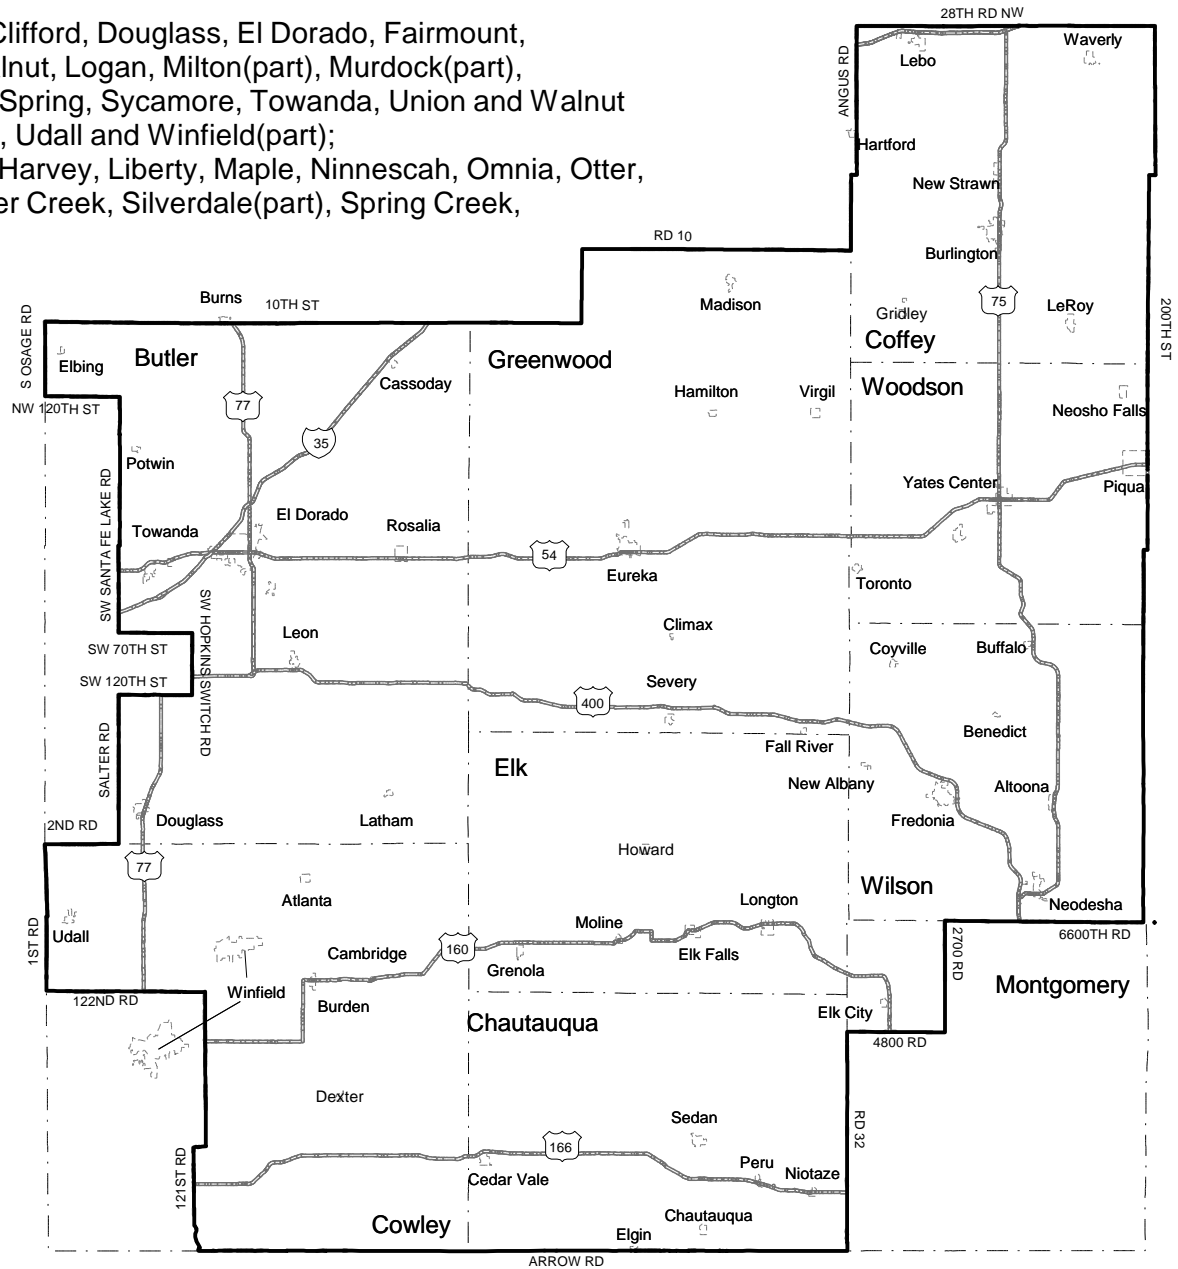 Clifford, Douglass, El Dorado, Fairmount,
lnut, Logan, Milton(part), Murdock(part),
Spring, Sycamore, Towanda, Union and Walnut
, Udall and Winfield(part);
Harvey, Liberty, Maple, Ninnescah, Omnia, Otter,
er Creek, Silverdale(part), Spring Creek,
28TH RD NW
ANGUS RD
Lebo
Waverly
Hartford
New Strawn
RD 10
Burlington
Madison
75
Gridley
LeRoy
200TH ST
Coffey
S OSAGE RD
Burns
10TH ST
Elbing
Butler
Greenwood
Cassoday
Woodson
NW 120TH ST
77
Hamilton
Virgil
Neosho Falls
35
Potwin
SW SANTA FE LAKE RD
Yates Center
Piqua
Towanda
El Dorado
Rosalia
54
Eureka
Toronto
SW HOPKINS SWITCH RD
Leon
Climax
SW 70TH ST
Coyville
Buffalo
SW 120TH ST
Severy
400
SALTER RD
Benedict
Fall River
Elk
New Albany
Altoona
2ND RD
Douglass
Latham
Fredonia
77
Howard
Wilson
Atlanta
Longton
Neodesha
1ST RD
Udall
Moline
6600TH RD
2700 RD
160
Cambridge
Grenola
Elk Falls
Montgomery
122ND RD
Winfield
Burden
Elk City
Chautauqua
4800 RD
Dexter
Sedan
RD 32
166
121ST RD
Cedar Vale
Peru
Niotaze
Cowley
Chautauqua
Elgin
ARROW RD